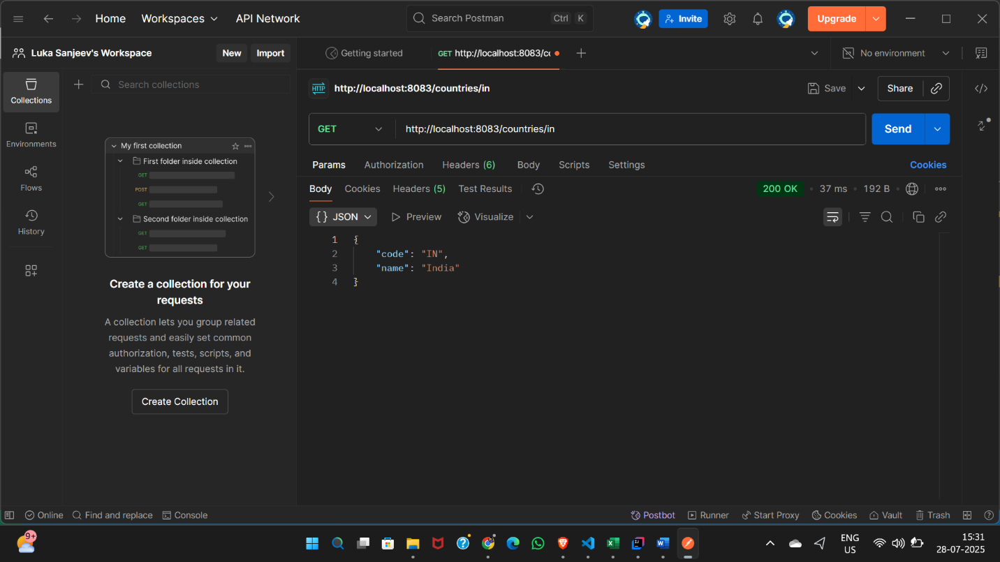 Home Workspaces API Network Search Postman Ctrl K Invite Upgrade
Luka Sanjeev's Workspace New Import
Getting started GET http://localhost:8083/co No environment
Search collections
Collections
Environments
Flows
History
My first collection
First folder inside collection
GET
POST
GET
Second folder inside collection
GET
GET
Create a collection for your
requests
A collection lets you group related
requests and easily set common
authorization, tests, scripts, and
variables for all requests in it.
Create Collection
HTTP http://localhost:8083/countries/in Save Share
GET http://localhost:8083/countries/in Send
Params Authorization Headers (6) Body Scripts Settings Cookies
Body Cookies Headers (5) Test Results 200 OK • 37 ms • 192 B
{} JSON Preview Visualize
1 {
2 "code": "IN",
3 "name": "India"
4 }
Online Find and replace Console Postbot Runner Start Proxy Cookies Vault Trash
9+ ENG 15:31
US 28-07-2025